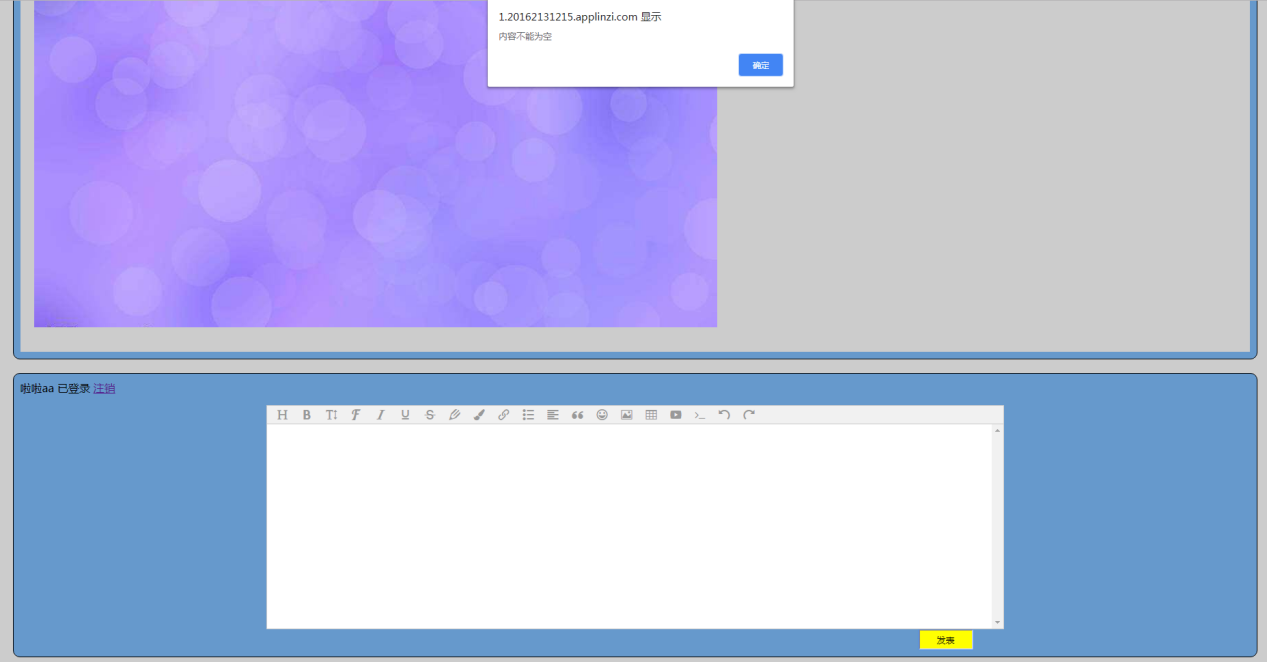 1.20162131215.applinzi.com 显示
内容不能为空
确定
啦啦aa 已登录 注销
发表